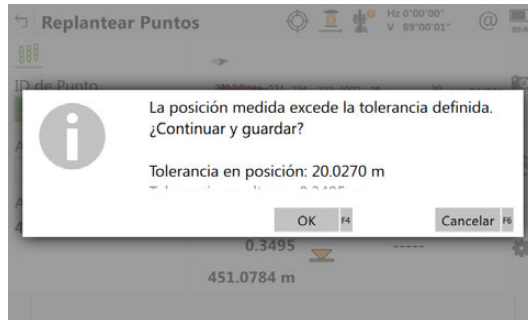 Replantear Puntos
Hz 0°00'00"
V 89°00'01"
ID de Punto
La posición medida excede la tolerancia definida.
¿Continuar y guardar?
Tolerancia en posición: 20.0270 m
OK F4
Cancelar F6
0.3495
-----
451.0784 m